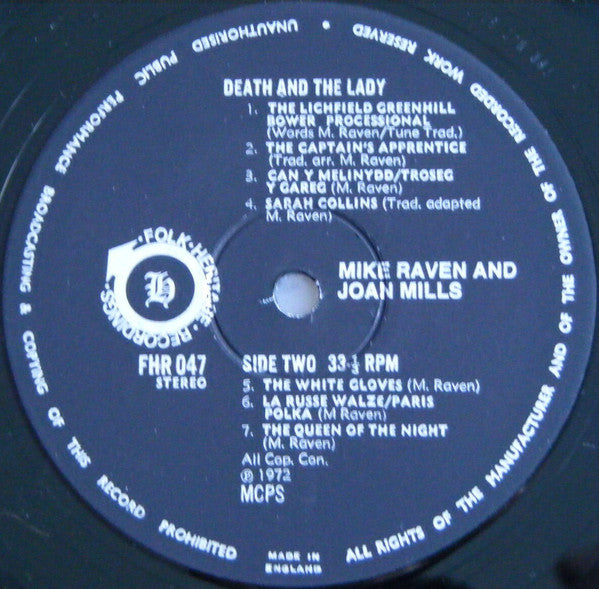 DEATH AND THE LADY
1. THE LICHFIELD GREENHILL
BOWER PROCESSIONAL
(Words M. Raven/Tune Trad.)
2. THE CAPTAIN'S APPRENTICE
(Trad. arr. M. Raven)
3. CAN Y MELINYDD/TROSEG
Y GAREG (M. Raven)
4. SARAH COLLINS (Trad. adapted
M. Raven)
MIKE RAVEN AND
JOAN MILLS
·FOLK·HERITAGE·RECORDINGS·
H
FHR 047
STEREO
SIDE TWO 33⅓ RPM
5. THE WHITE GLOVES (M. Raven)
6. LA RUSSE WALZE/PARIS
POLKA (M Raven)
7. THE QUEEN OF THE NIGHT
(M. Raven)
All Cop. Con.
℗ 1972
MCPS
MADE IN
ENGLAND
ALL RIGHTS OF THE MANUFACTURER AND OF THE OWNER OF THE RECORDED WORK RESERVED · UNAUTHORISED PUBLIC PERFORMANCE BROADCASTING & COPYING OF THIS RECORD PROHIBITED